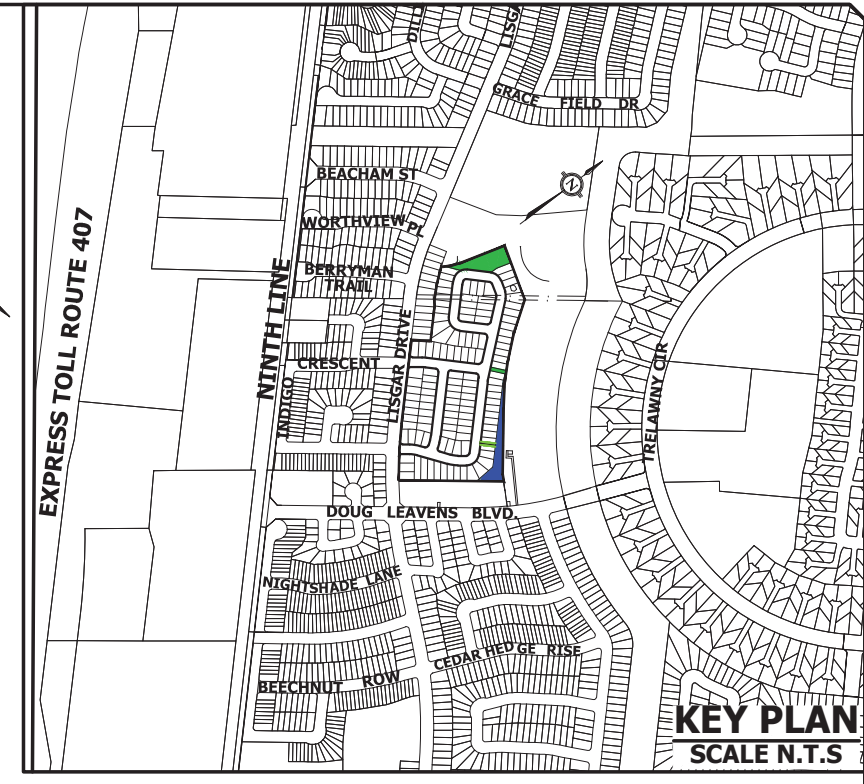 LISGA
GRACE FIELD DR
BEACHAM ST
N
WORTHVIEW PL
BERRYMAN
TRAIL
EXPRESS TOLL ROUTE 407
NINTH LINE
LISGAR DRIVE
INDIGO
CRESCENT
TRELAWNY CIR
DOUG LEAVENS BLVD.
NIGHTSHADE LANE
CEDAR HEDGE RISE
BEECHNUT ROW
KEY PLAN
SCALE N.T.S